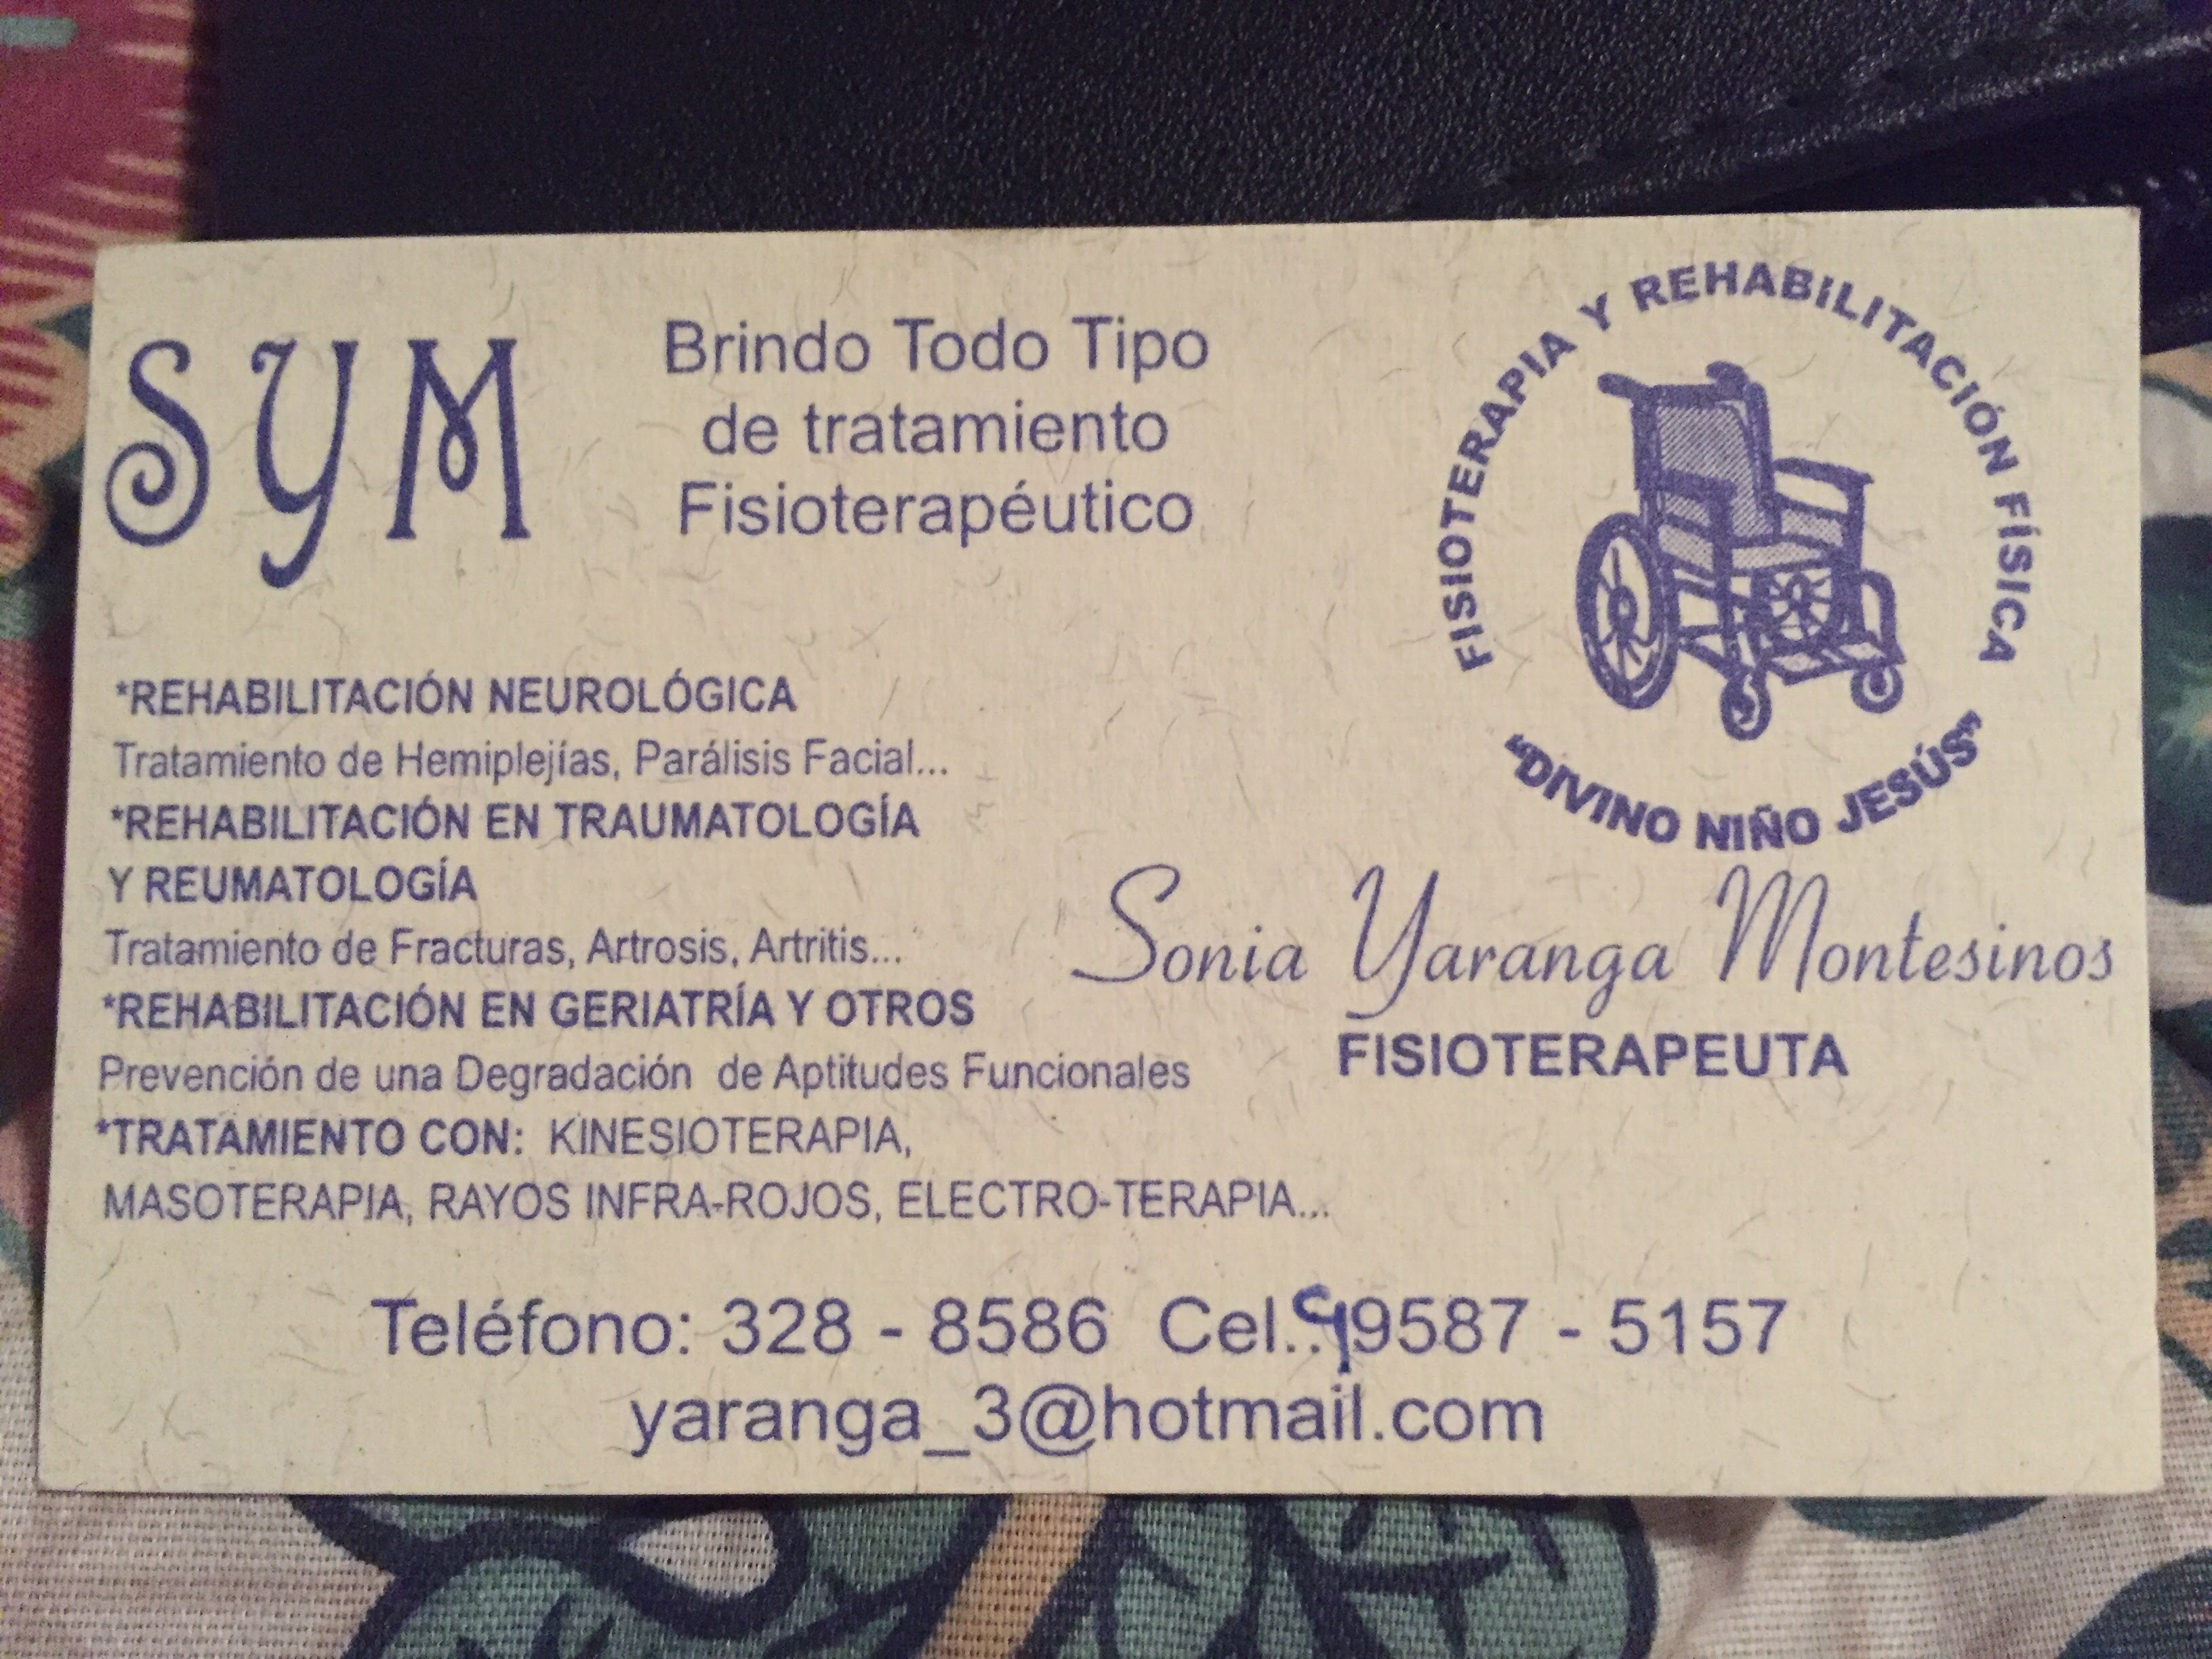 SYM
Brindo Todo Tipo
de tratamiento
Fisioterapéutico
FISIOTERAPIA Y REHABILITACIÓN FÍSICA
"DIVINO NIÑO JESÚS"
*REHABILITACIÓN NEUROLÓGICA
Tratamiento de Hemiplejías, Parálisis Facial...
*REHABILITACIÓN EN TRAUMATOLOGÍA
Y REUMATOLOGÍA
Tratamiento de Fracturas, Artrosis, Artritis...
*REHABILITACIÓN EN GERIATRÍA Y OTROS
Prevención de una Degradación de Aptitudes Funcionales
*TRATAMIENTO CON: KINESIOTERAPIA,
MASOTERAPIA, RAYOS INFRA-ROJOS, ELECTRO-TERAPIA...
Sonia Yaranga Montesinos
FISIOTERAPEUTA
Teléfono: 328 - 8586 Cel.:99587 - 5157
yaranga_3@hotmail.com